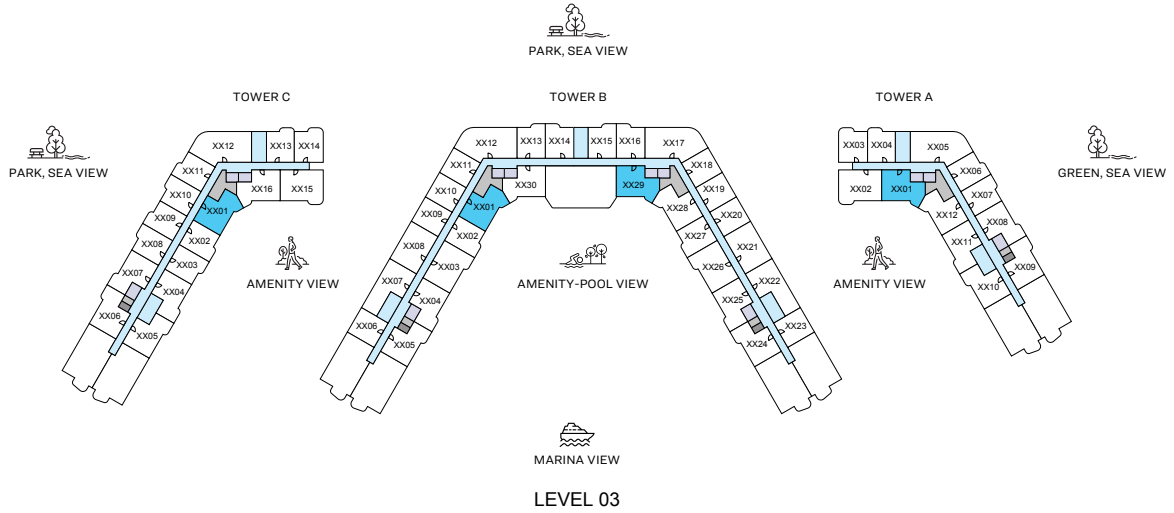 PARK, SEA VIEW
TOWER C
TOWER B
TOWER A
PARK, SEA VIEW
GREEN, SEA VIEW
XX12
XX13
XX14
XX11
XX16
XX15
XX10
XX01
XX09
XX02
XX08
XX03
XX07
XX04
XX06
XX05
XX12
XX13
XX14
XX15
XX16
XX17
XX11
XX30
XX29
XX18
XX10
XX01
XX28
XX19
XX09
XX02
XX27
XX20
XX08
XX03
XX26
XX21
XX07
XX04
XX25
XX22
XX06
XX05
XX24
XX23
XX03
XX04
XX05
XX02
XX01
XX06
XX12
XX07
XX11
XX08
XX10
XX09
AMENITY VIEW
AMENITY-POOL VIEW
AMENITY VIEW
MARINA VIEW
LEVEL 03